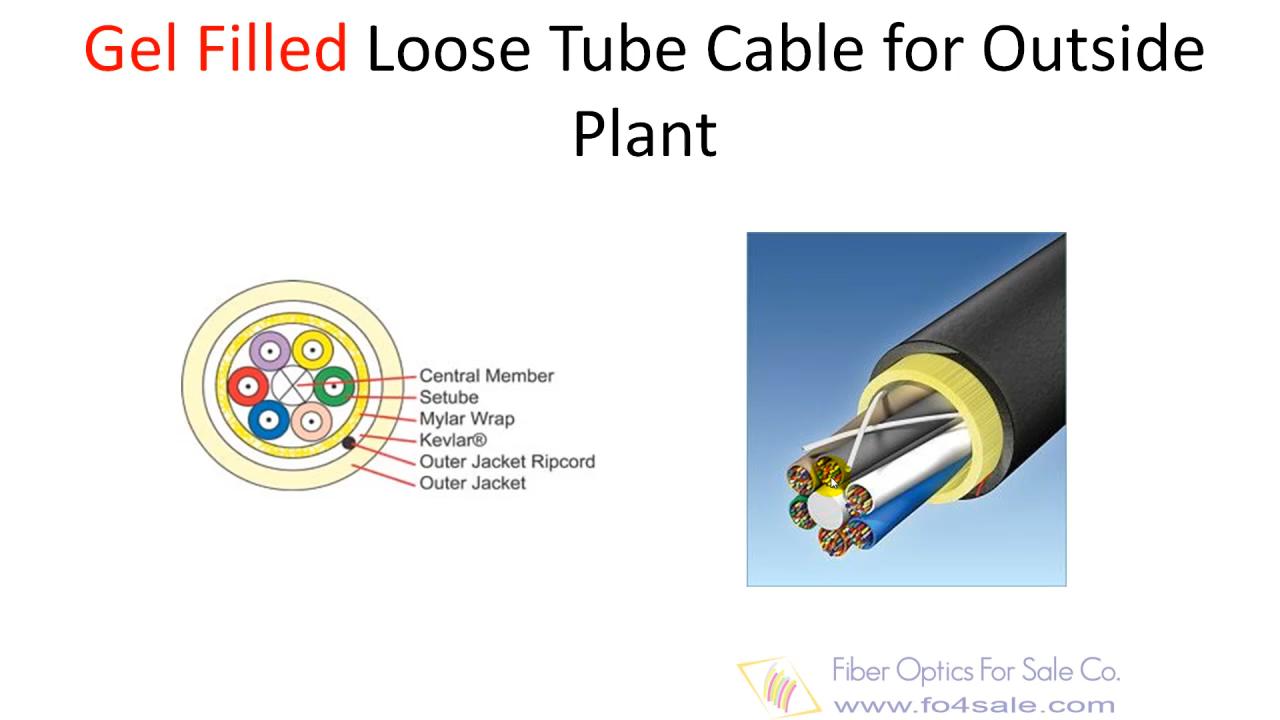 Gel Filled Loose Tube Cable for Outside
Plant
Central Member
Setube
Mylar Wrap
Kevlar®
Outer Jacket Ripcord
Outer Jacket
Fiber Optics For Sale Co.
www.fo4sale.com